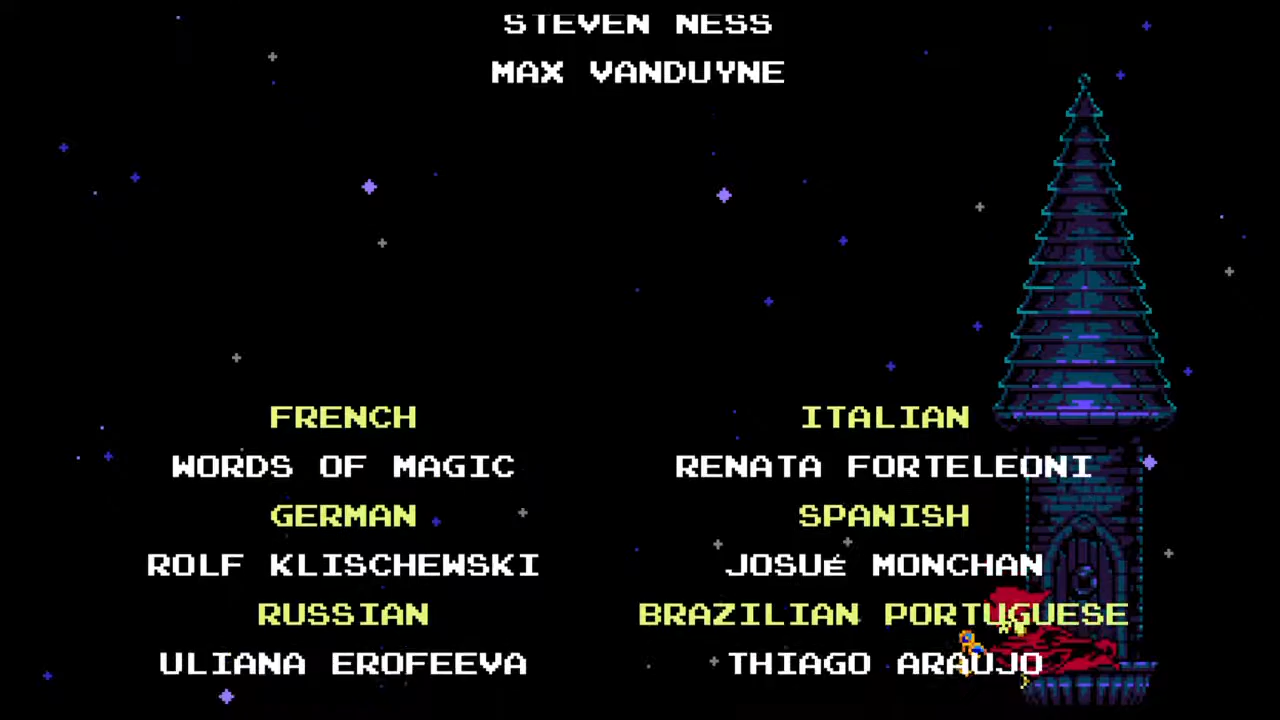 STEVEN NESS
MAX VANDUYNE
FRENCH ITALIAN
WORDS OF MAGIC RENATA FORTELEONI
GERMAN SPANISH
ROLF KLISCHEWSKI JOSUé MONCHAN
RUSSIAN BRAZILIAN PORTUGUESE
ULIANA EROFEEVA THIAGO ARAUJO